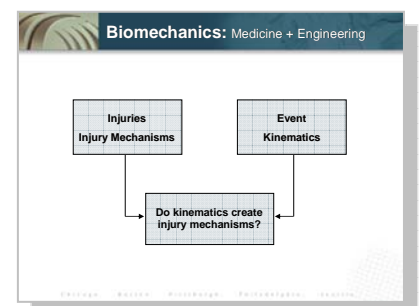 Biomechanics: Medicine + Engineering
Injuries
Injury Mechanisms
Event
Kinematics
Do kinematics create
injury mechanisms?